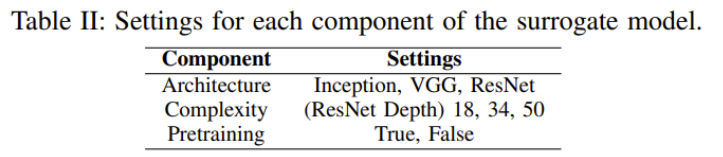 Table II: Settings for each component of the surrogate model.
Component Settings
Architecture Inception, VGG, ResNet
Complexity (ResNet Depth) 18, 34, 50
Pretraining True, False